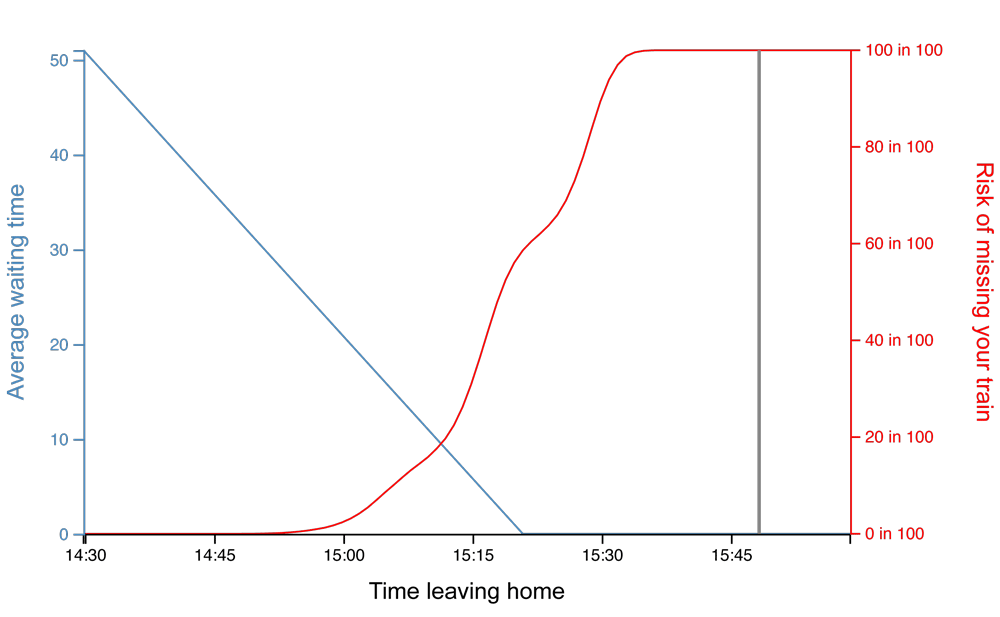 Average waiting time
50
40
30
20
10
0
14:30
14:45
15:00
15:15
15:30
15:45
Time leaving home
100 in 100
80 in 100
60 in 100
40 in 100
20 in 100
0 in 100
Risk of missing your train